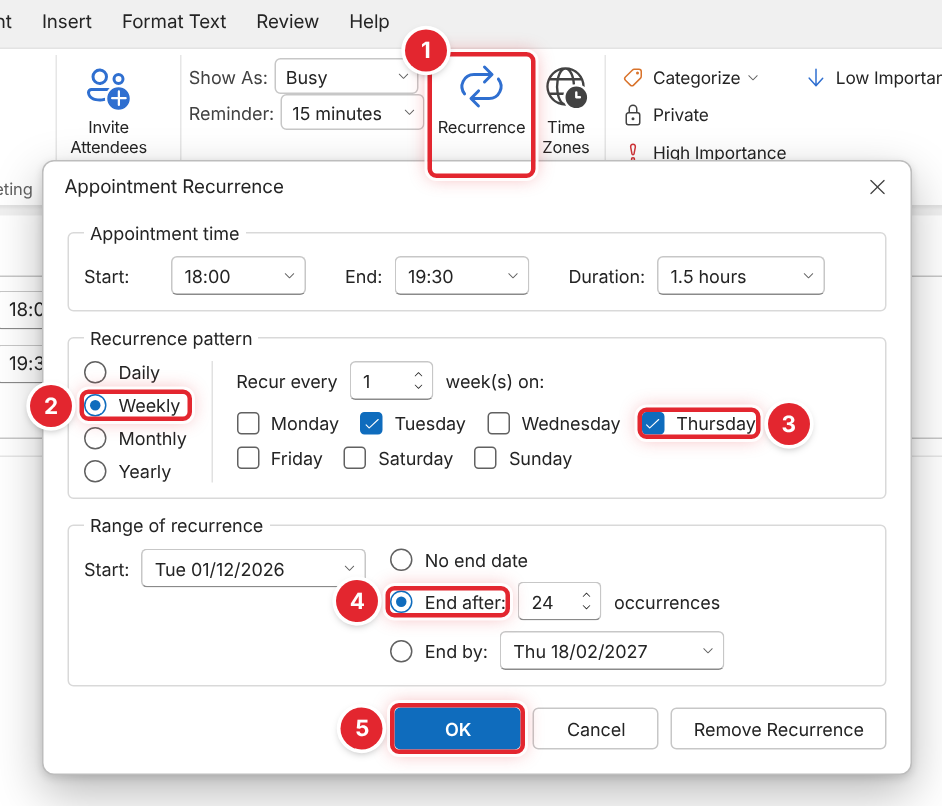 nt Insert Format Text Review Help
1
Show As: Busy
Reminder: 15 minutes
Invite
Attendees
Recurrence
Time
Zones
Categorize
Private
High Importance
Low Importan
eting
18:0
19:3
Appointment Recurrence
Appointment time
Start: 18:00 End: 19:30 Duration: 1.5 hours
Recurrence pattern
Daily
2 Weekly
Monthly
Yearly
Recur every 1 week(s) on:
Monday Tuesday Wednesday Thursday 3
Friday Saturday Sunday
Range of recurrence
Start: Tue 01/12/2026
No end date
4 End after: 24 occurrences
End by: Thu 18/02/2027
5 OK Cancel Remove Recurrence